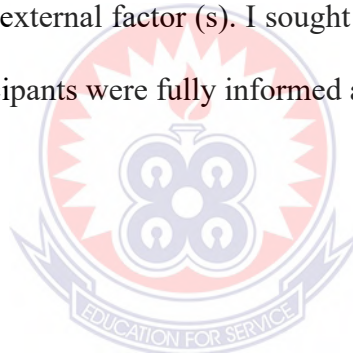 external factor (s). I sought
ipants were fully informed a
EDUCATION FOR SERVICE